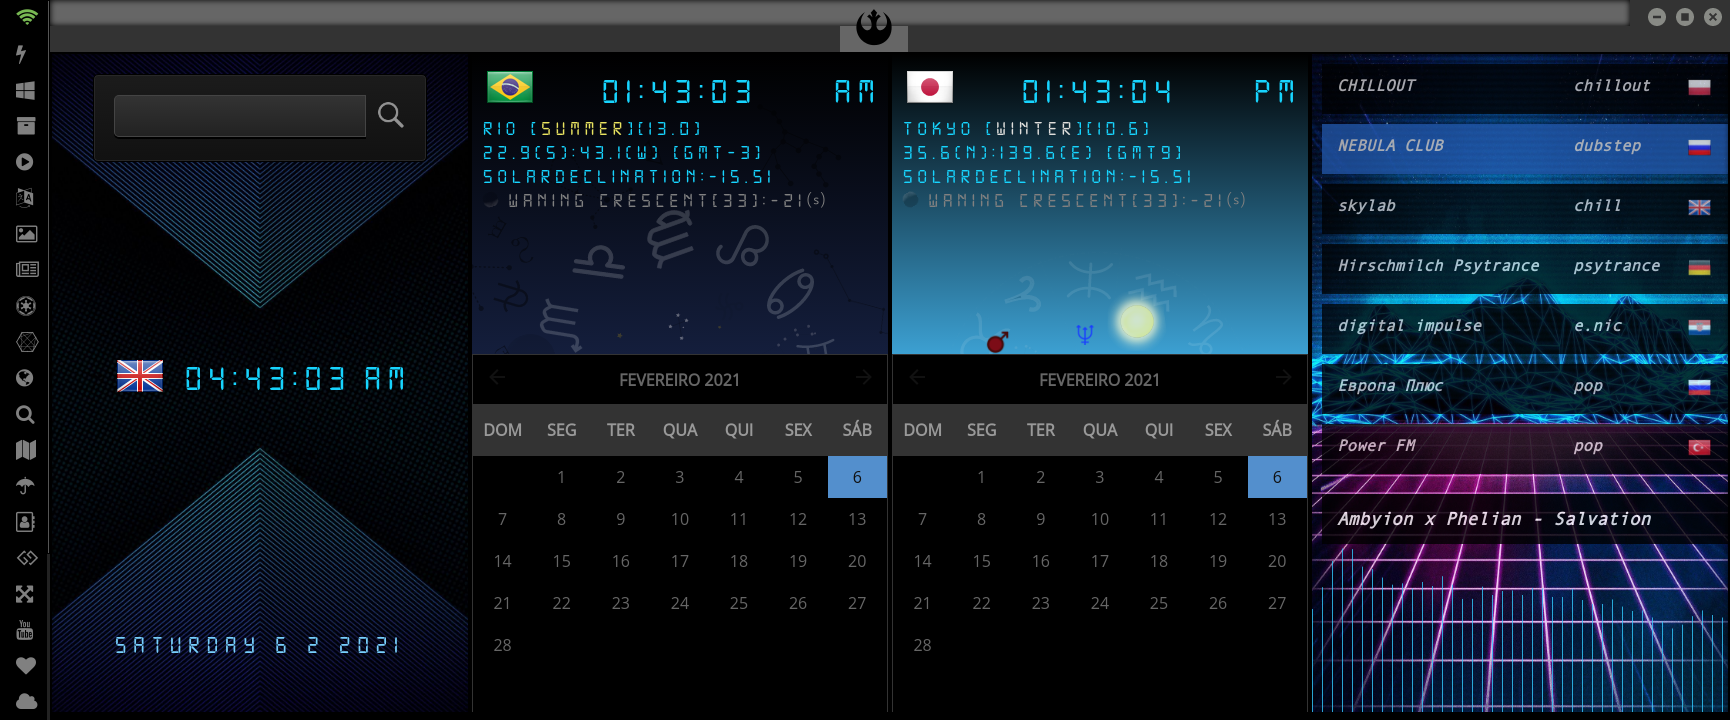 04:43:03 AM
SATURDAY 6 2 2021
01:43:03 AM
RIO [SUMMER][13.0]
22.9(S):43.1(W) [GMT-3]
SOLARDECLINATION:-15.51
WANING CRESCENT[33]:-21(s)
FEVEREIRO 2021
DOM SEG TER QUA QUI SEX SÁB
1 2 3 4 5 6
7 8 9 10 11 12 13
14 15 16 17 18 19 20
21 22 23 24 25 26 27
28
01:43:04 PM
TOKYO [WINTER][10.6]
35.6(N):139.6(E) [GMT9]
SOLARDECLINATION:-15.51
WANING CRESCENT[33]:-21(s)
FEVEREIRO 2021
DOM SEG TER QUA QUI SEX SÁB
1 2 3 4 5 6
7 8 9 10 11 12 13
14 15 16 17 18 19 20
21 22 23 24 25 26 27
28
CHILLOUT chillout
NEBULA CLUB dubstep
skylab chill
Hirschmilch Psytrance psytrance
digital impulse e.nic
Европа Плюс pop
Power FM pop
Ambyion x Phelian - Salvation
You
Tube